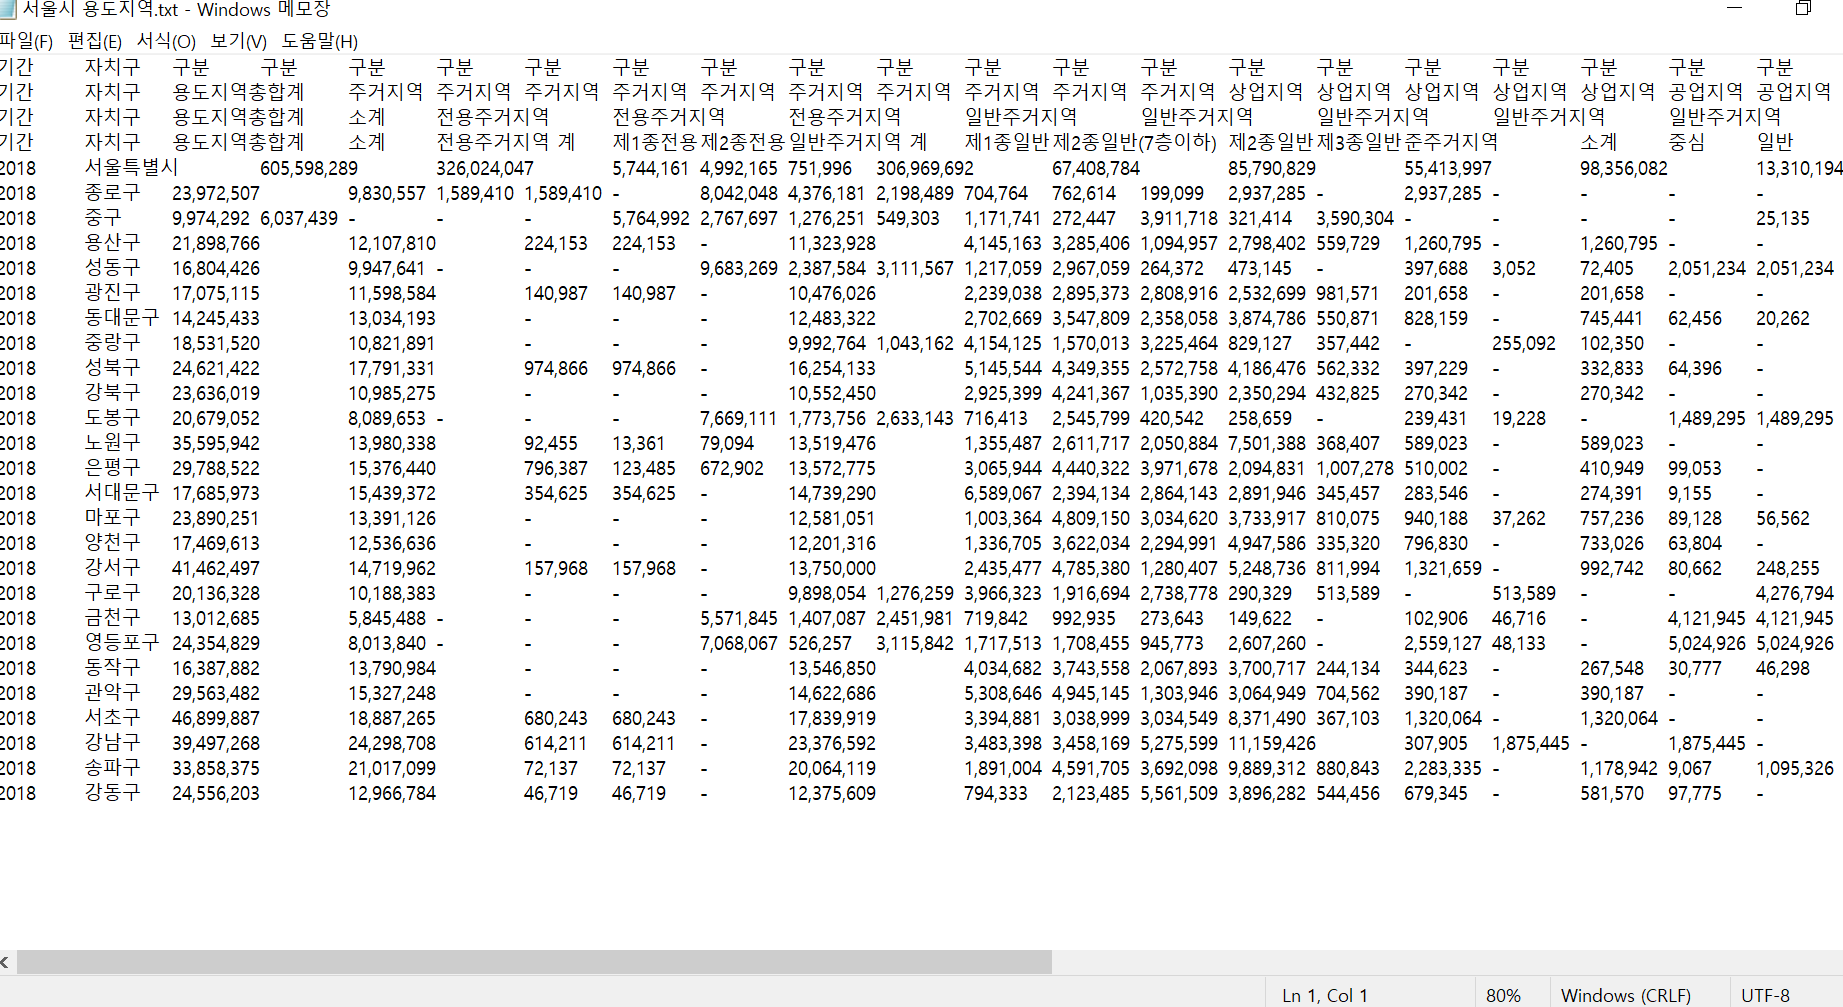 서울시 용도지역.txt - Windows 메모장
파일(F) 편집(E) 서식(O) 보기(V) 도움말(H)
기간 자치구 구분 구분 구분 구분 구분 구분 구분 구분 구분 구분 구분 구분 구분 구분 구분 구분 구분 구분 구분
기간 자치구 용도지역총합계 주거지역 주거지역 주거지역 주거지역 주거지역 주거지역 주거지역 주거지역 주거지역 주거지역 상업지역 상업지역 상업지역 상업지역 상업지역 공업지역 공업지역
기간 자치구 용도지역총합계 소계 전용주거지역 전용주거지역 전용주거지역 일반주거지역 일반주거지역 일반주거지역 일반주거지역 일반주거지역
기간 자치구 용도지역총합계 소계 전용주거지역 계 제1종전용 제2종전용 일반주거지역 계 제1종일반 제2종일반(7층이하) 제2종일반 제3종일반 준주거지역 소계 중심 일반
2018 서울특별시 605,598,289 326,024,047 5,744,161 4,992,165 751,996 306,969,692 67,408,784 85,790,829 55,413,997 98,356,082 13,310,194
2018 종로구 23,972,507 9,830,557 1,589,410 1,589,410 - 8,042,048 4,376,181 2,198,489 704,764 762,614 199,099 2,937,285 - 2,937,285 - - -
2018 중구 9,974,292 6,037,439 - - - 5,764,992 2,767,697 1,276,251 549,303 1,171,741 272,447 3,911,718 321,414 3,590,304 - - - 25,135
2018 용산구 21,898,766 12,107,810 224,153 224,153 - 11,323,928 4,145,163 3,285,406 1,094,957 2,798,402 559,729 1,260,795 - 1,260,795 - -
2018 성동구 16,804,426 9,947,641 - - - 9,683,269 2,387,584 3,111,567 1,217,059 2,967,059 264,372 473,145 - 397,688 3,052 72,405 2,051,234 2,051,234
2018 광진구 17,075,115 11,598,584 140,987 140,987 - 10,476,026 2,239,038 2,895,373 2,808,916 2,532,699 981,571 201,658 - 201,658 - -
2018 동대문구 14,245,433 13,034,193 - - - 12,483,322 2,702,669 3,547,809 2,358,058 3,874,786 550,871 828,159 - 745,441 62,456 20,262
2018 중랑구 18,531,520 10,821,891 - - - 9,992,764 1,043,162 4,154,125 1,570,013 3,225,464 829,127 357,442 - 255,092 102,350 - -
2018 성북구 24,621,422 17,791,331 974,866 974,866 - 16,254,133 5,145,544 4,349,355 2,572,758 4,186,476 562,332 397,229 - 332,833 64,396 -
2018 강북구 23,636,019 10,985,275 - - - 10,552,450 2,925,399 4,241,367 1,035,390 2,350,294 432,825 270,342 - 270,342 - -
2018 도봉구 20,679,052 8,089,653 - - - 7,669,111 1,773,756 2,633,143 716,413 2,545,799 420,542 258,659 - 239,431 19,228 - 1,489,295 1,489,295
2018 노원구 35,595,942 13,980,338 92,455 13,361 79,094 13,519,476 1,355,487 2,611,717 2,050,884 7,501,388 368,407 589,023 - 589,023 - -
2018 은평구 29,788,522 15,376,440 796,387 123,485 672,902 13,572,775 3,065,944 4,440,322 3,971,678 2,094,831 1,007,278 510,002 - 410,949 99,053 -
2018 서대문구 17,685,973 15,439,372 354,625 354,625 - 14,739,290 6,589,067 2,394,134 2,864,143 2,891,946 345,457 283,546 - 274,391 9,155 -
2018 마포구 23,890,251 13,391,126 - - - 12,581,051 1,003,364 4,809,150 3,034,620 3,733,917 810,075 940,188 37,262 757,236 89,128 56,562
2018 양천구 17,469,613 12,536,636 - - - 12,201,316 1,336,705 3,622,034 2,294,991 4,947,586 335,320 796,830 - 733,026 63,804 -
2018 강서구 41,462,497 14,719,962 157,968 157,968 - 13,750,000 2,435,477 4,785,380 1,280,407 5,248,736 811,994 1,321,659 - 992,742 80,662 248,255
2018 구로구 20,136,328 10,188,383 - - - 9,898,054 1,276,259 3,966,323 1,916,694 2,738,778 290,329 513,589 - 513,589 - - 4,276,794
2018 금천구 13,012,685 5,845,488 - - - 5,571,845 1,407,087 2,451,981 719,842 992,935 273,643 149,622 - 102,906 46,716 - 4,121,945 4,121,945
2018 영등포구 24,354,829 8,013,840 - - - 7,068,067 526,257 3,115,842 1,717,513 1,708,455 945,773 2,607,260 - 2,559,127 48,133 - 5,024,926 5,024,926
2018 동작구 16,387,882 13,790,984 - - - 13,546,850 4,034,682 3,743,558 2,067,893 3,700,717 244,134 344,623 - 267,548 30,777 46,298
2018 관악구 29,563,482 15,327,248 - - - 14,622,686 5,308,646 4,945,145 1,303,946 3,064,949 704,562 390,187 - 390,187 - -
2018 서초구 46,899,887 18,887,265 680,243 680,243 - 17,839,919 3,394,881 3,038,999 3,034,549 8,371,490 367,103 1,320,064 - 1,320,064 - -
2018 강남구 39,497,268 24,298,708 614,211 614,211 - 23,376,592 3,483,398 3,458,169 5,275,599 11,159,426 307,905 1,875,445 - 1,875,445 -
2018 송파구 33,858,375 21,017,099 72,137 72,137 - 20,064,119 1,891,004 4,591,705 3,692,098 9,889,312 880,843 2,283,335 - 1,178,942 9,067 1,095,326
2018 강동구 24,556,203 12,966,784 46,719 46,719 - 12,375,609 794,333 2,123,485 5,561,509 3,896,282 544,456 679,345 - 581,570 97,775 -
Ln 1, Col 1 80% Windows (CRLF) UTF-8